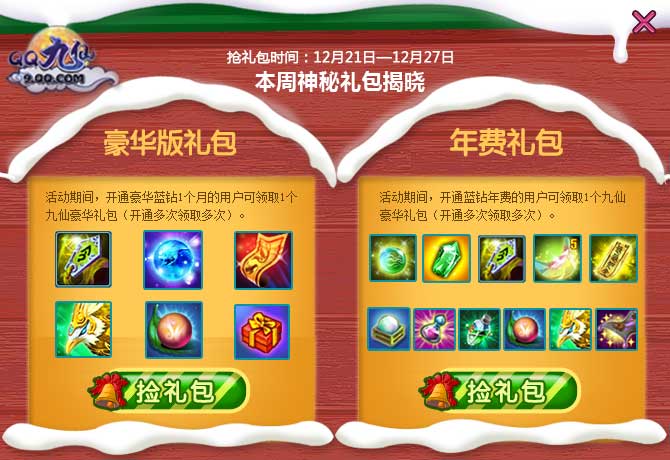 QQ九仙
9.QQ.COM
抢礼包时间：12月21日—12月27日
本周神秘礼包揭晓
豪华版礼包
活动期间，开通豪华蓝钻1个月的用户可领取1个
九仙豪华礼包（开通多次领取多次）。
捡礼包
年费礼包
活动期间，开通蓝钻年费的用户可领取1个九仙
豪华礼包（开通多次领取多次）。
5
捡礼包